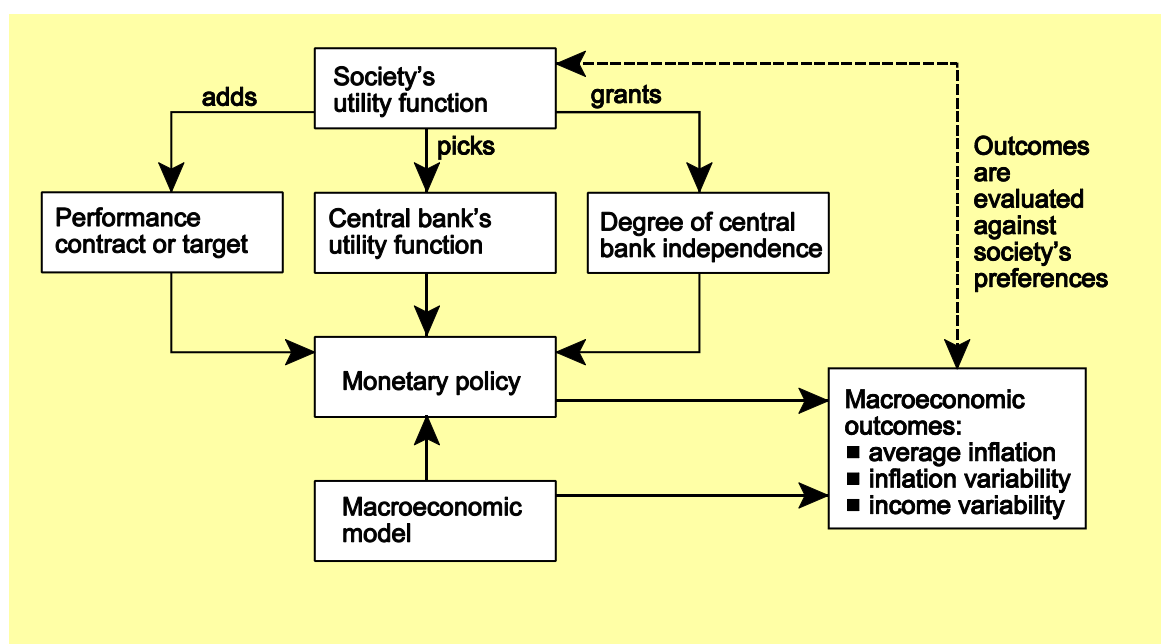 Society’s
utility function
adds
grants
picks
Performance
contract or target
Central bank’s
utility function
Degree of central
bank independence
Outcomes
are
evaluated
against
society’s
preferences
Monetary policy
Macroeconomic
outcomes:
■ average inflation
■ inflation variability
■ income variability
Macroeconomic
model